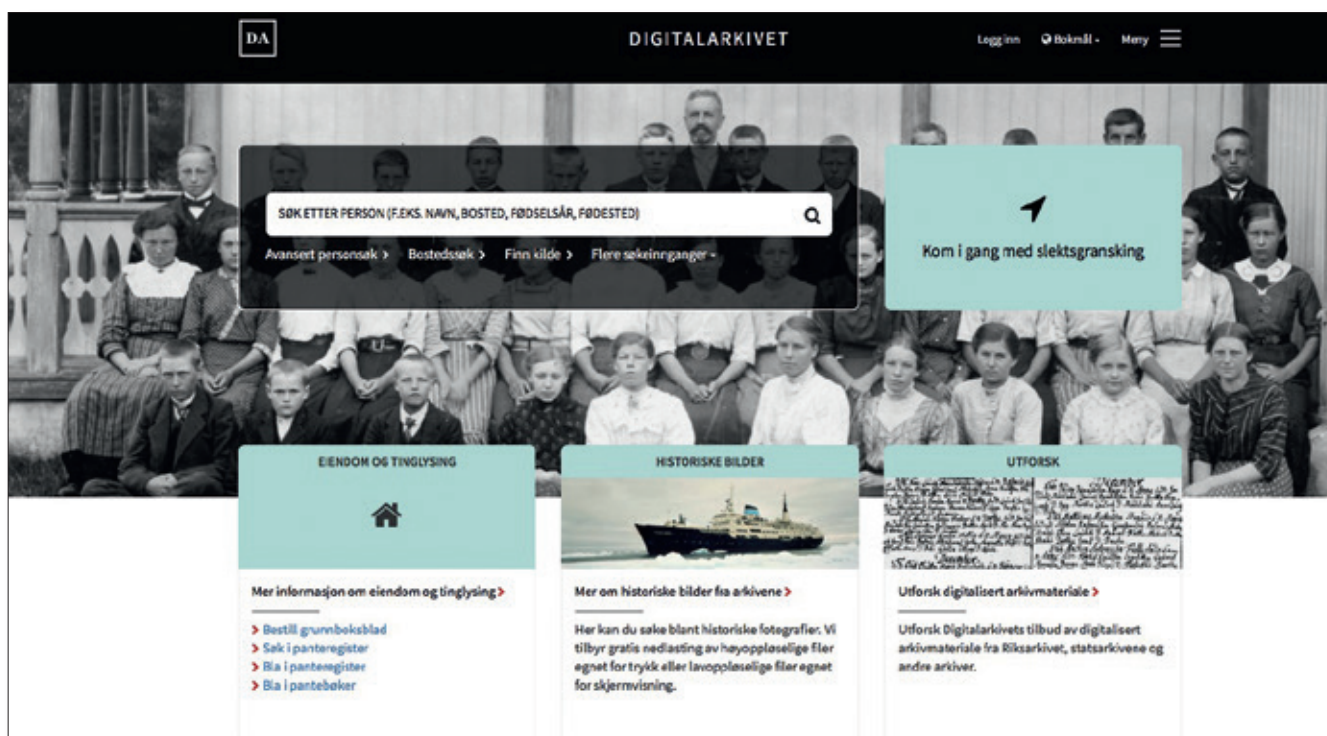 DA
DIGITALARKIVET
Logg inn Bokmål Meny
SØK ETTER PERSON (F.EKS. NAVN, BOSTED, FØDSELSÅR, FØDESTED)
Avansert personsøk > Bostedssøk > Finn kilde > Flere søkeinnganger
Kom i gang med slektsgransking
EIENDOM OG TINGLYSING
Mer informasjon om eiendom og tinglysing >
> Bestill grunnboksblad
> Søk i panteregister
> Bla i panteregister
> Bla i pantebøker
HISTORISKE BILDER
Mer om historiske bilder fra arkivene >
Her kan du søke blant historiske fotografier. Vi
tilbyr gratis nedlasting av høyoppløselige filer
egnet for trykk eller lavoppløselige filer egnet
for skjermvisning.
UTFORSK
Utforsk digitalisert arkivmateriale >
Utforsk Digitalarkivets tilbud av digitalisert
arkivmateriale fra Riksarkivet, statsarkivene og
andre arkiver.